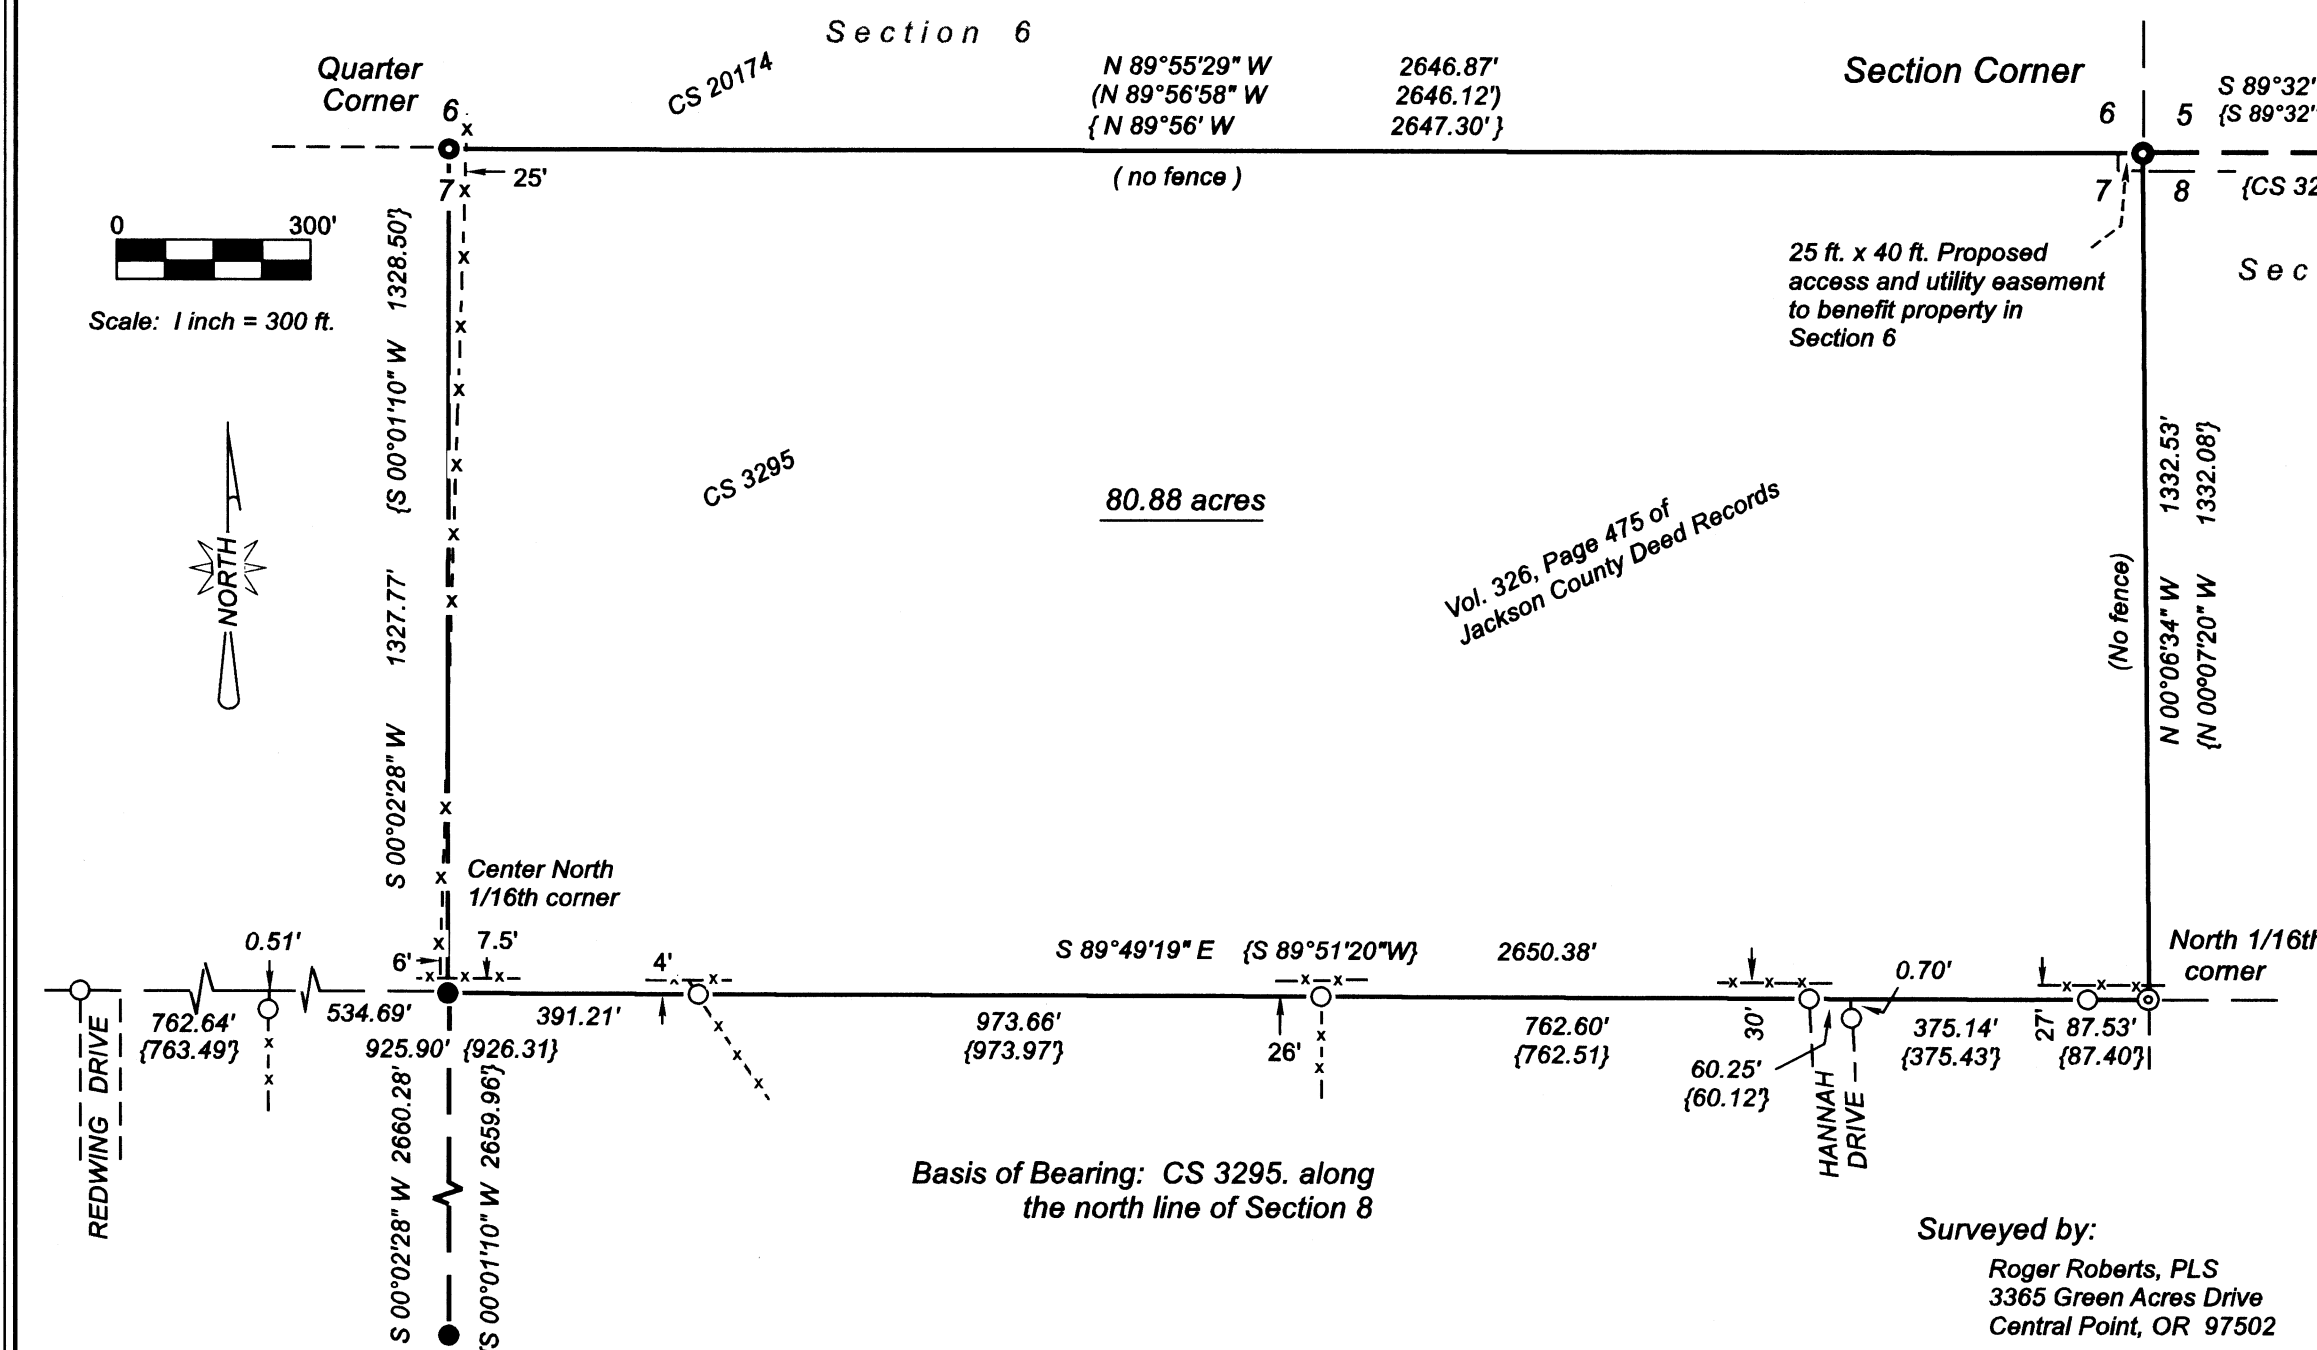 Section 6
Quarter
Corner
6
7
CS 20174
N 89°55'29" W 2646.87'
(N 89°56'58" W 2646.12')
{ N 89°56' W 2647.30' }
( no fence )
Section Corner
6 5
7 8
S 89°32'
{S 89°32'
{CS 32
Sec
25'
0 300'
Scale: 1 inch = 300 ft.
NORTH
25 ft. x 40 ft. Proposed
access and utility easement
to benefit property in
Section 6
S 00°02'28" W 1327.77'
{S 00°01'10" W 1328.50'}
CS 3295
80.88 acres
Vol. 326, Page 475 of
Jackson County Deed Records
(No fence)
N 00°06'34" W 1332.53'
{N 00°07'20" W 1332.08'}
Center North
1/16th corner
North 1/16th
corner
0.51'
6'
7.5'
4'
S 89°49'19" E {S 89°51'20"W} 2650.38'
0.70'
762.64'
{763.49'}
534.69'
925.90' {926.31}
391.21'
973.66'
{973.97'}
26'
762.60'
{762.51}
30'
60.25'
{60.12'}
375.14'
{375.43'}
27'
87.53'
{87.40'}
REDWING DRIVE
HANNAH
DRIVE
S 00°02'28" W 2660.28'
{S 00°01'10" W 2659.96'}
Basis of Bearing: CS 3295. along
the north line of Section 8
Surveyed by:
Roger Roberts, PLS
3365 Green Acres Drive
Central Point, OR 97502